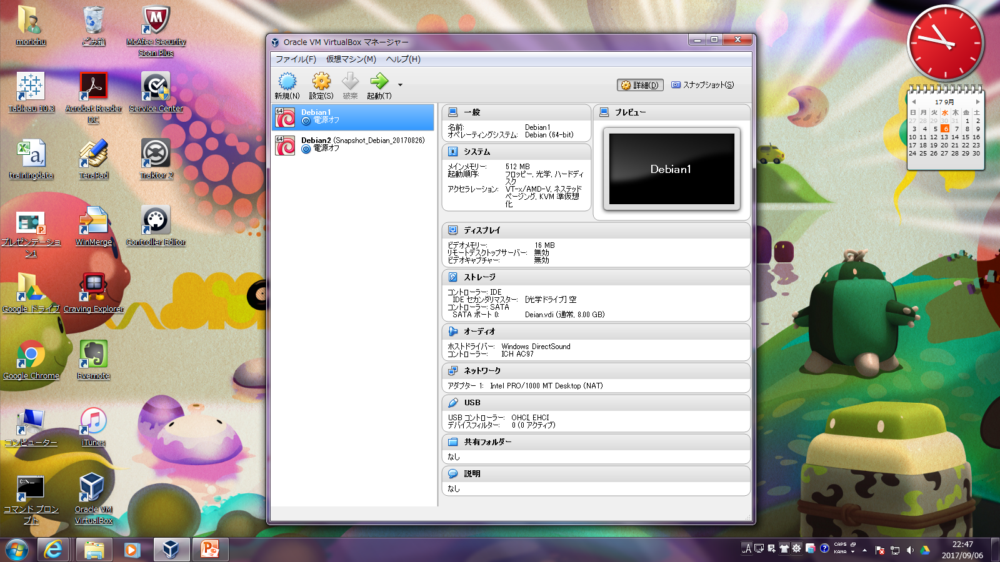 morichu
ごみ箱
McAfee Security
Scan Plus
Tableau 10.3
Acrobat Reader
DC
Service Center
trainingdata
TeraPad
Traktor 2
プレゼンテーショ
ン1
WinMerge
Controller Editor
Google ドライブ
Craving Explorer
Google Chrome
Evernote
コンピューター
iTunes
コマンド プロン
プト
Oracle VM
VirtualBox
Oracle VM VirtualBox マネージャー
ファイル(F) 仮想マシン(M) ヘルプ(H)
新規(N) 設定(S) 破棄 起動(T)
詳細(D) スナップショット(S)
64 Debian1
電源オフ
64 Debian2 (Snapshot_Debian_20170826)
電源オフ
一般
名前: Debian1
オペレーティングシステム: Debian (64-bit)
システム
メインメモリー: 512 MB
起動順序: フロッピー, 光学, ハードディ
スク
アクセラレーション: VT-x/AMD-V, ネステッド
ページング, KVM 準仮想
化
プレビュー
Debian1
ディスプレイ
ビデオメモリー: 16 MB
リモートデスクトップサーバー: 無効
ビデオキャプチャー: 無効
ストレージ
コントローラー: IDE
IDE セカンダリマスター: [光学ドライブ] 空
コントローラー: SATA
SATA ポート 0: Deian.vdi (通常, 8.00 GB)
オーディオ
ホストドライバー: Windows DirectSound
コントローラー: ICH AC97
ネットワーク
アダプター 1: Intel PRO/1000 MT Desktop (NAT)
USB
USB コントローラー: OHCI, EHCI
デバイスフィルター: 0 (0 アクティブ)
共有フォルダー
なし
説明
なし
17 9月
日 月 火 水 木 金 土
27 28 29 30 31 1 2
3 4 5 6 7 8 9
10 11 12 13 14 15 16
17 18 19 20 21 22 23
24 25 26 27 28 29 30
A
CAPS
KANA
22:47
2017/09/06